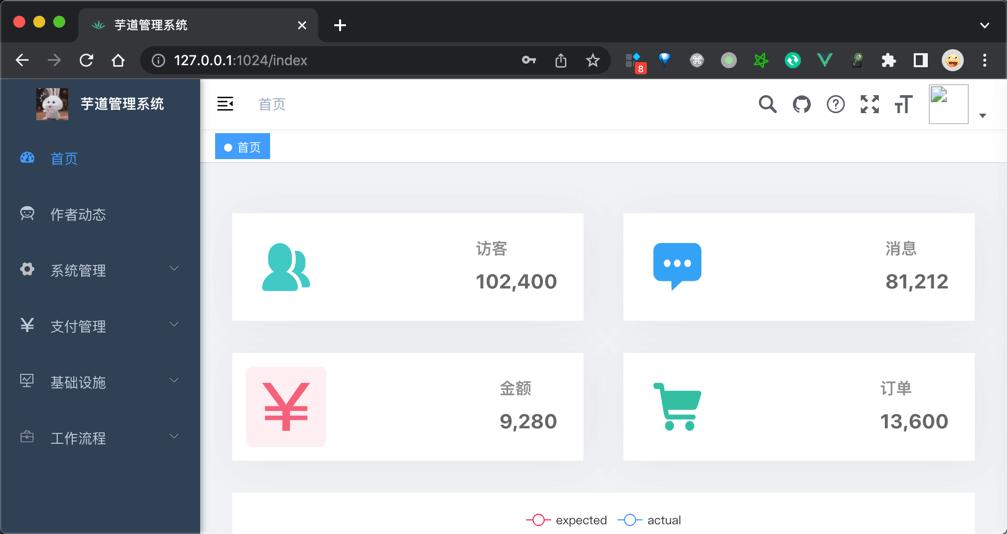 芋道管理系统
127.0.0.1:1024/index
8
芋道管理系统
首页
首页
首页
作者动态
系统管理
支付管理
基础设施
工作流程
访客
102,400
消息
81,212
金额
9,280
订单
13,600
expected
actual